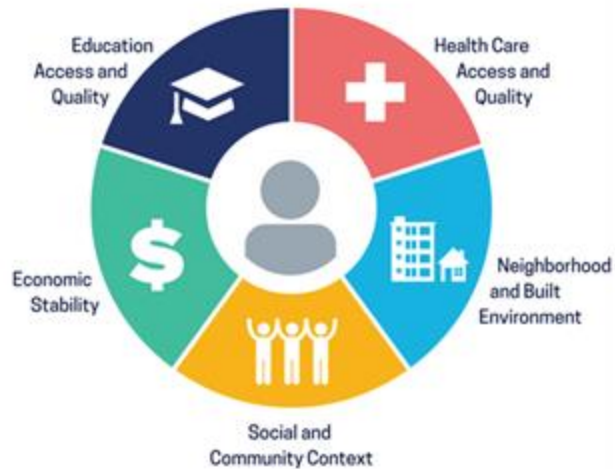 Education
Access and
Quality
Health Care
Access and
Quality
$
Economic
Stability
Neighborhood
and Built
Environment
Social and
Community Context